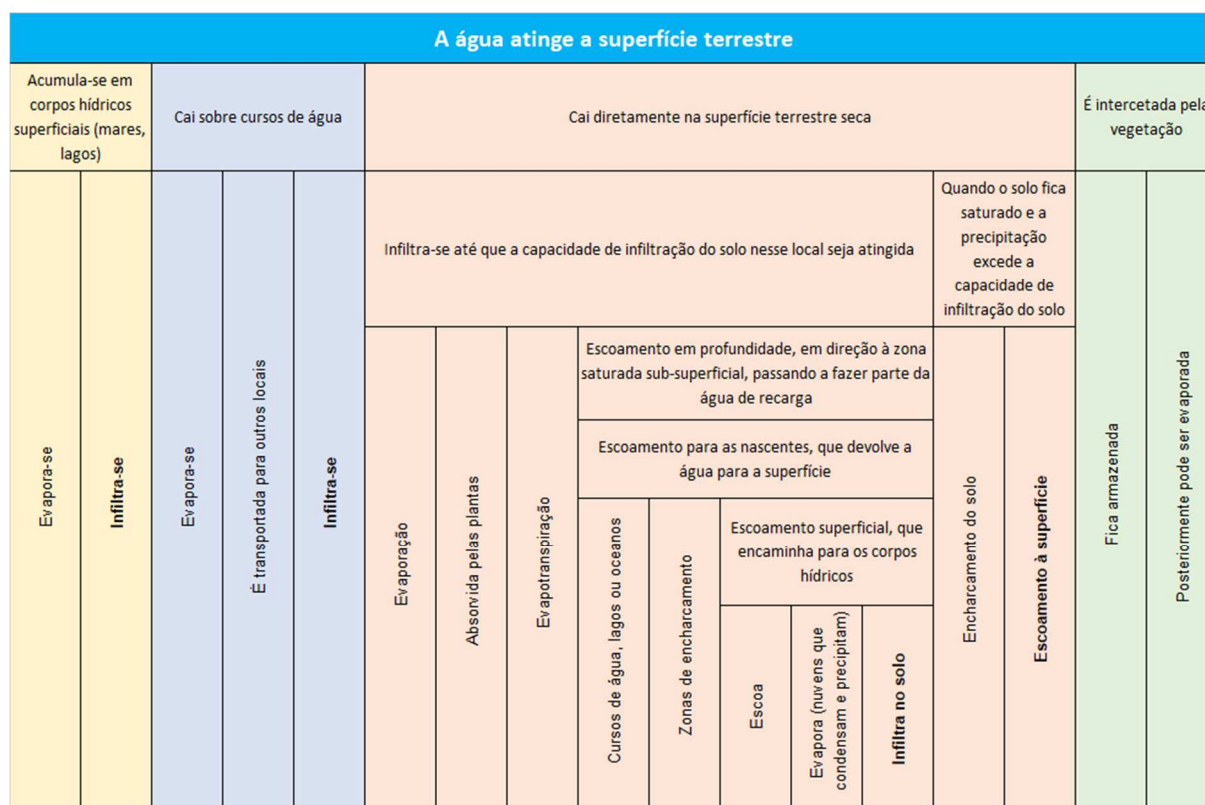 A água atinge a superfície terrestre
Acumula-se em
corpos hídricos
superficiais (mares,
lagos)
Cai sobre cursos de água
Cai diretamente na superfície terrestre seca
É intercetada pela
vegetação
Evapora-se
Infiltra-se
Evapora-se
É transportada para outros locais
Infiltra-se
Infiltra-se até que a capacidade de infiltração do solo nesse local seja atingida
Evaporação
Absorvida pelas plantas
Evapotranspiração
Escoamento em profundidade, em direção à zona
saturada sub-superficial, passando a fazer parte da
água de recarga
Escoamento para as nascentes, que devolve a
água para a superfície
Cursos de água, lagos ou oceanos
Zonas de encharcamento
Escoamento superficial, que
encaminha para os corpos
hídricos
Escoa
Evapora (nuvens que
condensam e precipitam)
Infiltra no solo
Quando o solo fica
saturado e a
precipitação
excede a
capacidade de
infiltração do solo
Encharcamento do solo
Escoamento à superfície
Fica armazenada
Posteriormente pode ser evaporada